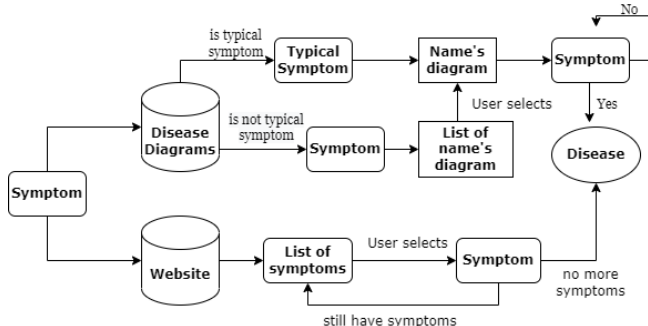 No
is typical
symptom
Typical
Symptom
Name's
diagram
Symptom
User selects
Yes
Disease
Diagrams
is not typical
symptom
Symptom
List of
name's
diagram
Disease
Symptom
Website
List of
symptoms
User selects
Symptom
no more
symptoms
still have symptoms